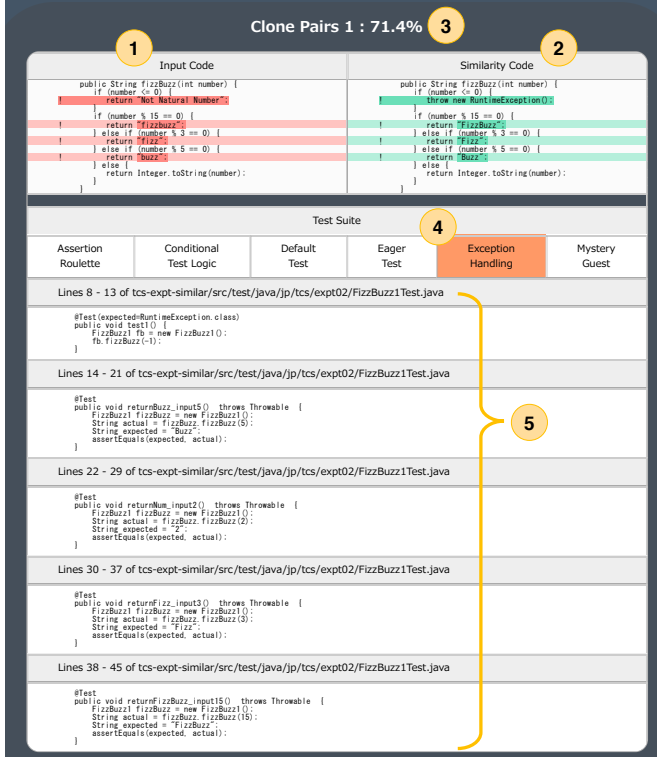 Clone Pairs 1 : 71.4% 3
1 2
Input Code Similarity Code
public String fizzBuzz(int number) {
if (number <= 0) {
! return "Not Natural Number";
}
if (number % 15 == 0) {
! return "fizzbuzz";
} else if (number % 3 == 0) {
! return "fizz";
} else if (number % 5 == 0) {
! return "buzz";
} else {
return Integer.toString(number);
}
}
public String fizzBuzz(int number) {
if (number <= 0) {
! throw new RuntimeException();
}
if (number % 15 == 0) {
! return "FizzBuzz";
} else if (number % 3 == 0) {
! return "Fizz";
} else if (number % 5 == 0) {
! return "Buzz";
} else {
return Integer.toString(number);
}
}
Test Suite
4
Assertion Roulette
Conditional Test Logic
Default Test
Eager Test
Exception Handling
Mystery Guest
Lines 8 - 13 of tcs-expt-similar/src/test/java/jp/tcs/expt02/FizzBuzz1Test.java
@Test(expected=RuntimeException.class)
public void test1() {
FizzBuzz1 fb = new FizzBuzz1();
fb.fizzBuzz(-1);
}
Lines 14 - 21 of tcs-expt-similar/src/test/java/jp/tcs/expt02/FizzBuzz1Test.java
@Test
public void returnBuzz_input5() throws Throwable {
FizzBuzz1 fizzBuzz = new FizzBuzz1();
String actual = fizzBuzz.fizzBuzz(5);
String expected = "Buzz";
assertEquals(expected, actual);
}
5
Lines 22 - 29 of tcs-expt-similar/src/test/java/jp/tcs/expt02/FizzBuzz1Test.java
@Test
public void returnNum_input2() throws Throwable {
FizzBuzz1 fizzBuzz = new FizzBuzz1();
String actual = fizzBuzz.fizzBuzz(2);
String expected = "2";
assertEquals(expected, actual);
}
Lines 30 - 37 of tcs-expt-similar/src/test/java/jp/tcs/expt02/FizzBuzz1Test.java
@Test
public void returnFizz_input3() throws Throwable {
FizzBuzz1 fizzBuzz = new FizzBuzz1();
String actual = fizzBuzz.fizzBuzz(3);
String expected = "Fizz";
assertEquals(expected, actual);
}
Lines 38 - 45 of tcs-expt-similar/src/test/java/jp/tcs/expt02/FizzBuzz1Test.java
@Test
public void returnFizzBuzz_input15() throws Throwable {
FizzBuzz1 fizzBuzz = new FizzBuzz1();
String actual = fizzBuzz.fizzBuzz(15);
String expected = "FizzBuzz";
assertEquals(expected, actual);
}